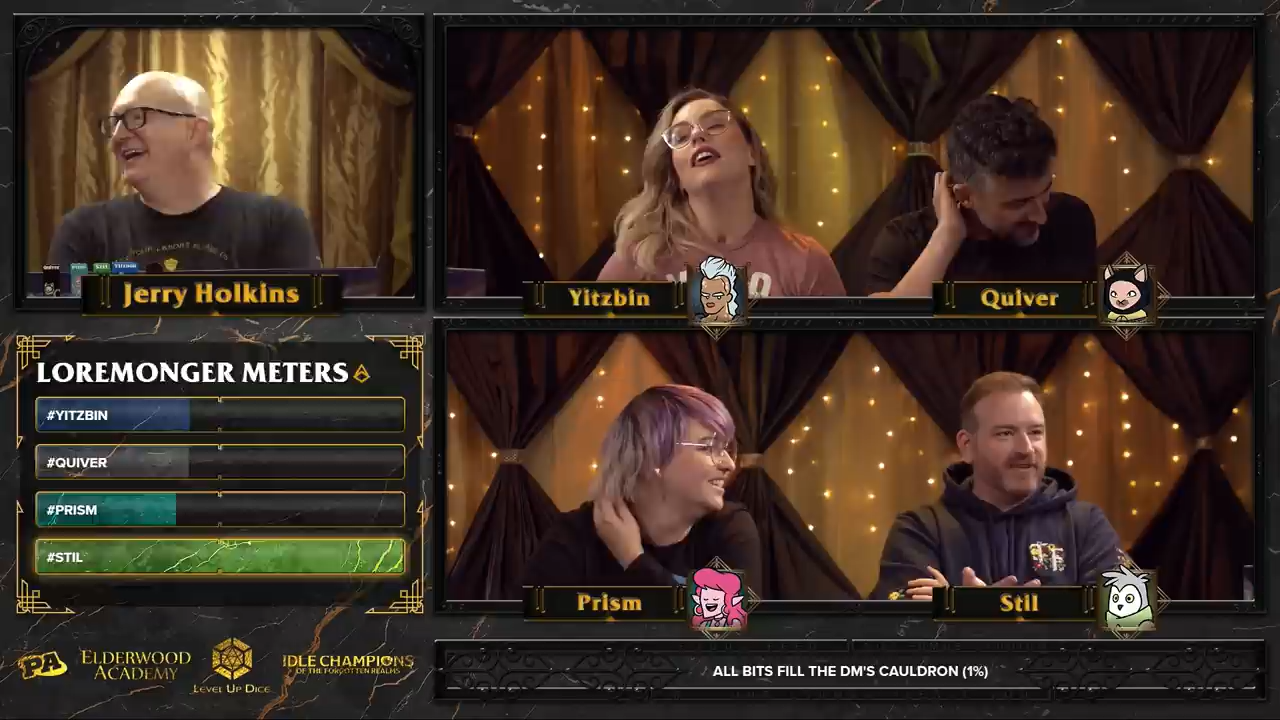 Jerry Holkins
Yitzbin
Quiver
LOREMONGER METERS
#YITZBIN
#QUIVER
#PRISM
#STIL
Prism
Stil
PA
ELDERWOOD
ACADEMY
LEVEL UP DICE
IDLE CHAMPIONS
OF THE FORGOTTEN REALMS
ALL BITS FILL THE DM'S CAULDRON (1%)